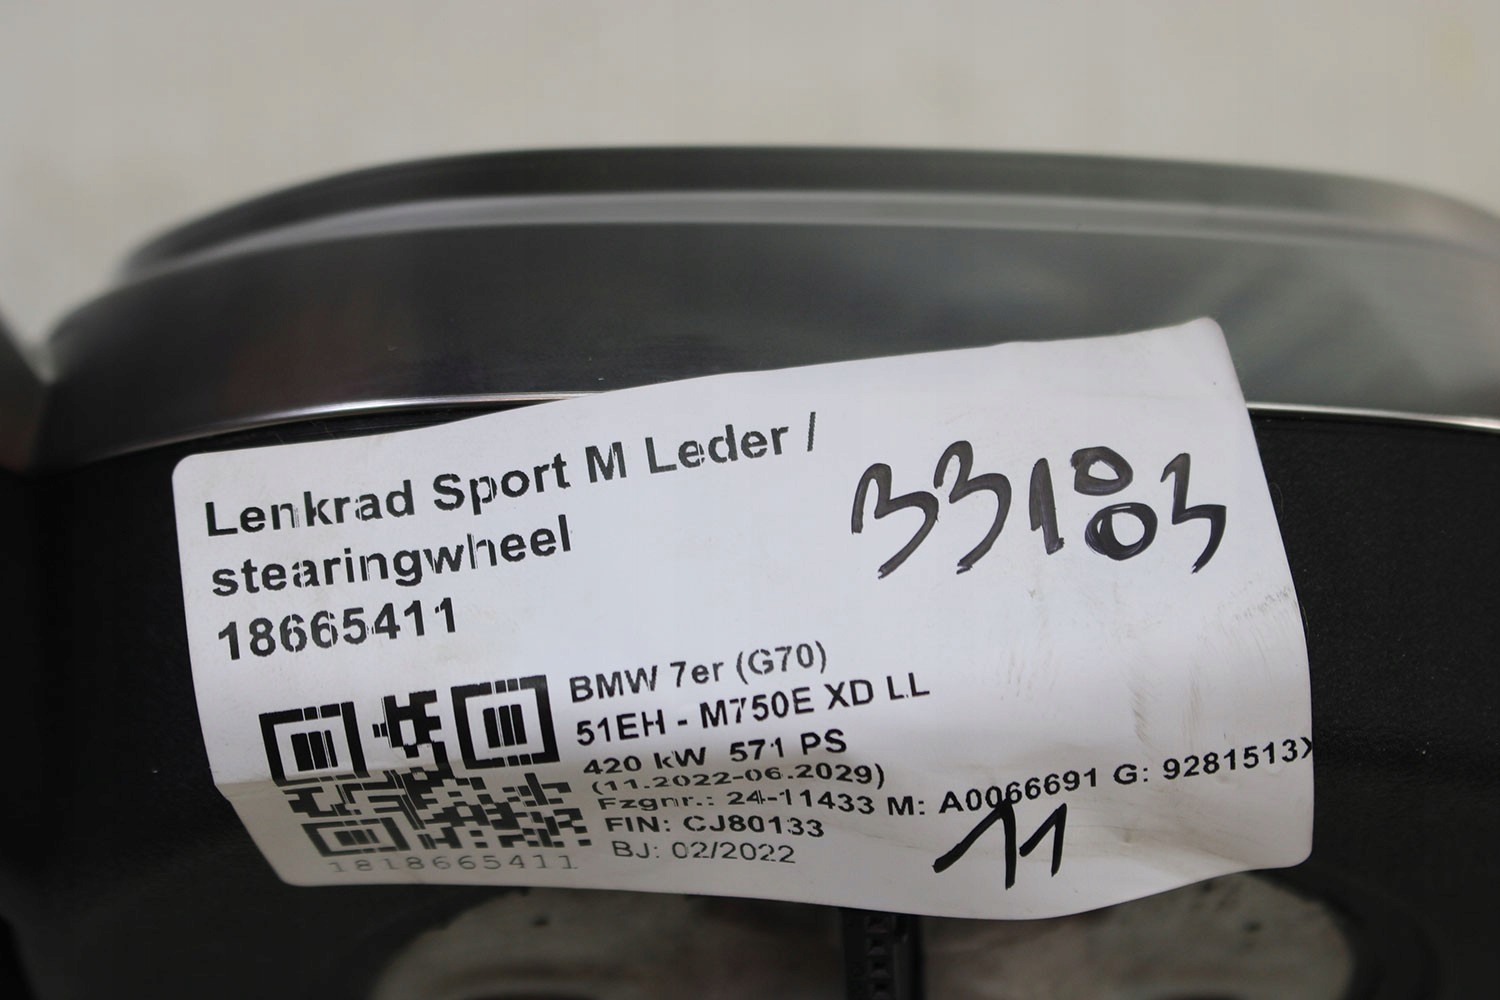 Lenkrad Sport M Leder /
stearingwheel
18665411
33183
BMW 7er (G70)
51EH - M750E XD LL
420 kW 571 PS
(11.2022-06.2029)
Fzgnr.: 24-11433 M: A0066691 G: 9281513X
FIN: CJ80133
BJ: 02/2022
11
1818665411